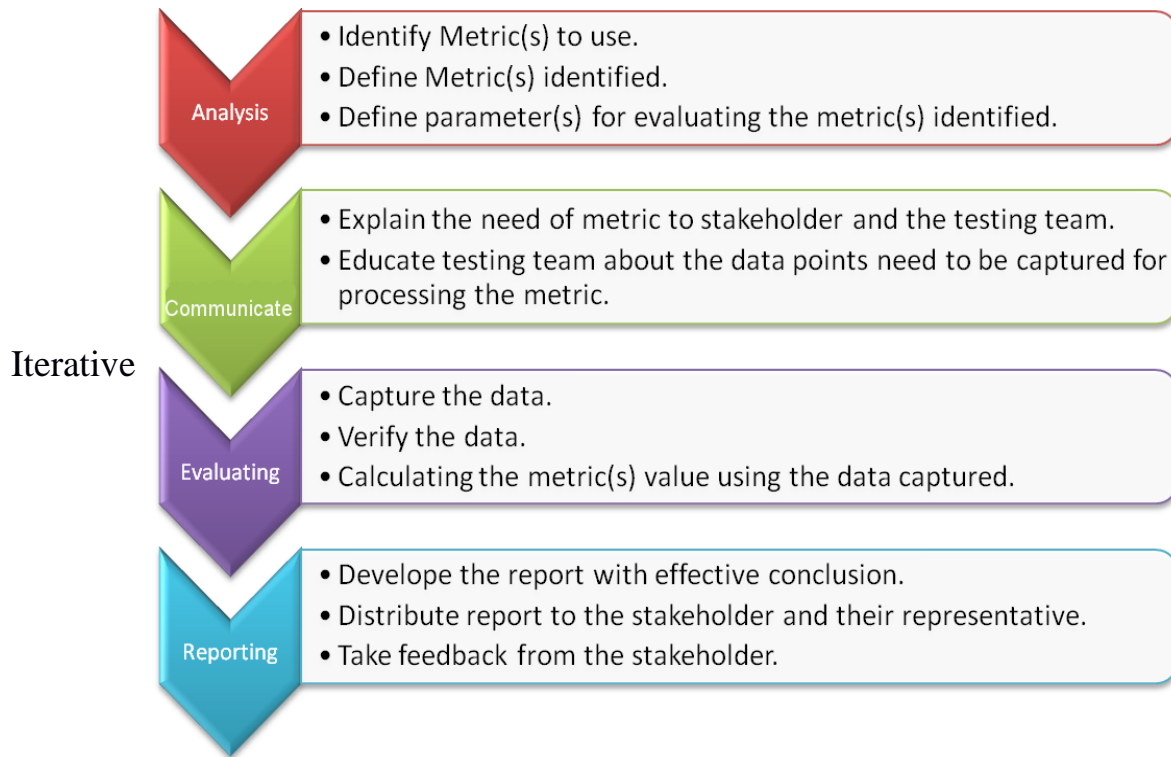 Analysis
• Identify Metric(s) to use.
• Define Metric(s) identified.
• Define parameter(s) for evaluating the metric(s) identified.
Communicate
• Explain the need of metric to stakeholder and the testing team.
• Educate testing team about the data points need to be captured for
processing the metric.
Iterative
Evaluating
• Capture the data.
• Verify the data.
• Calculating the metric(s) value using the data captured.
Reporting
• Develope the report with effective conclusion.
• Distribute report to the stakeholder and their representative.
• Take feedback from the stakeholder.